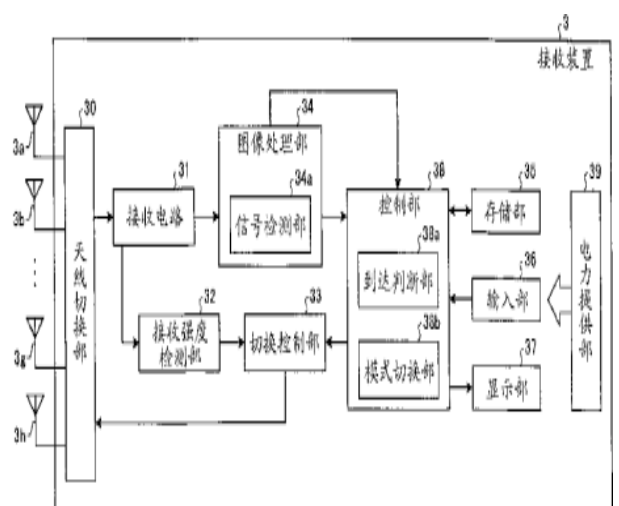 3
接收装置
30
3a
3b
3g
3h
天线切换部
31
接收电路
34
图像处理部
34a
信号检测部
32
接收强度
检测部
33
切换控制部
38
控制部
38a
到达判断部
38b
模式切换部
35
存储部
36
输入部
37
显示部
39
电力提供部